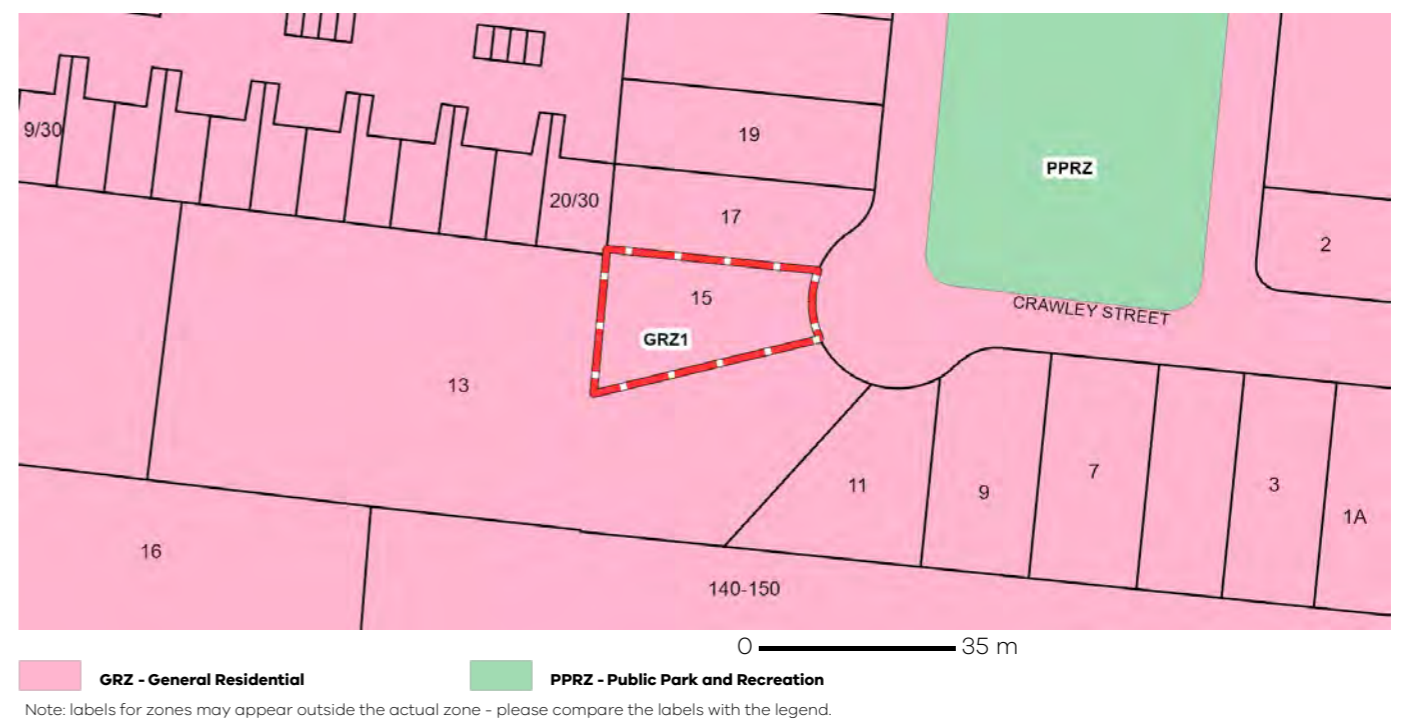 9/30
19
PPRZ
20/30
17
2
15
CRAWLEY STREET
GRZ1
13
11
9
7
3
1A
16
140-150
0 35 m
GRZ - General Residential
PPRZ - Public Park and Recreation
Note: labels for zones may appear outside the actual zone - please compare the labels with the legend.